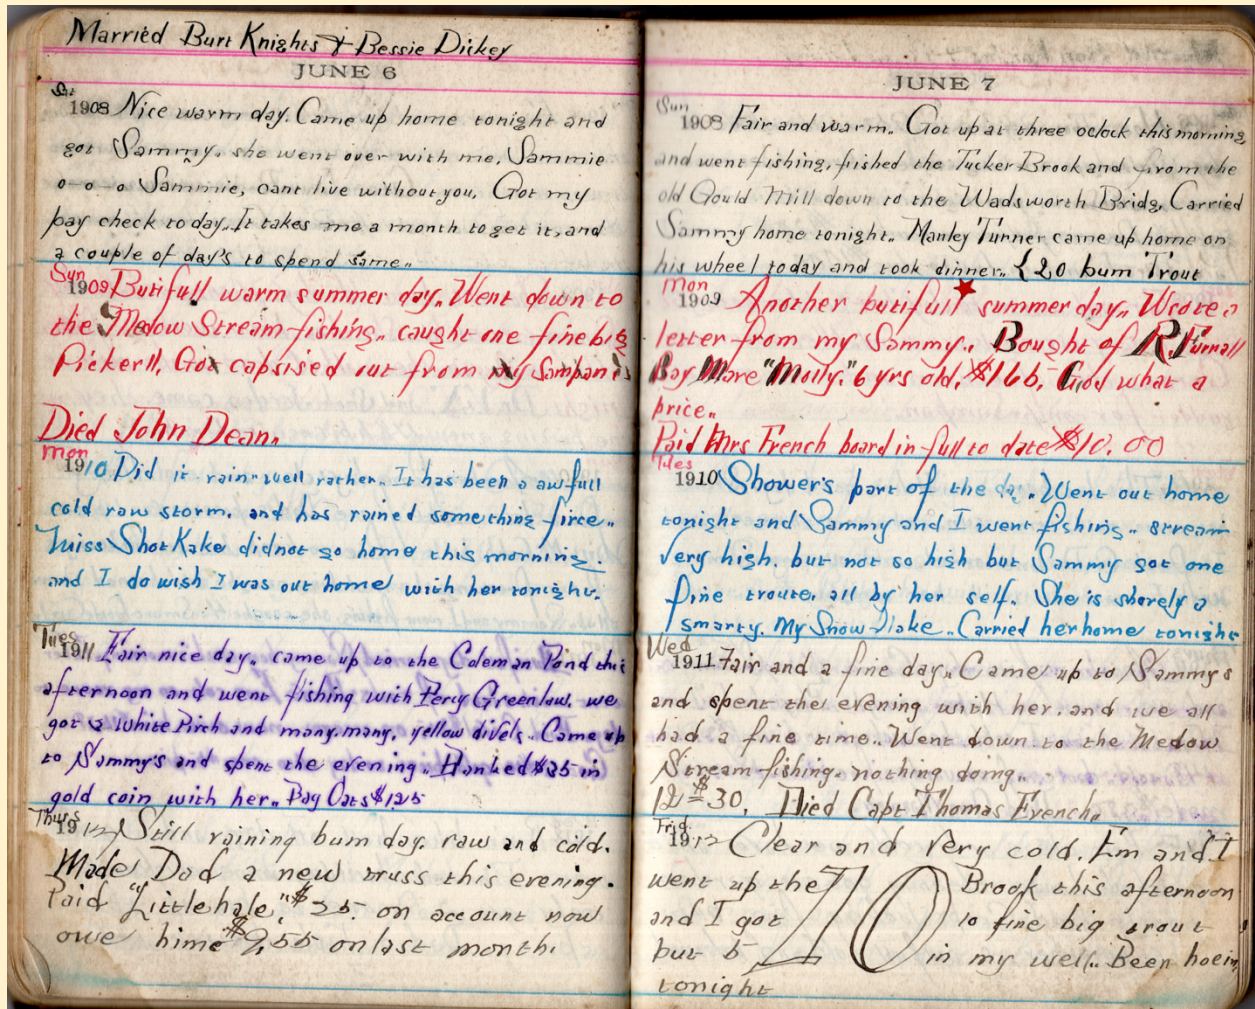 Married Burt Knights & Bessie Dickey
JUNE 6
Sat
1908 Nice warm day. Came up home tonight and
got Sammy, she went over with me, Sammie
o-o-o Sammie, cant live without you, Got my
pay check today, It takes me a month to get it, and
a couple of day's to spend same.
Sun
1909 Butifull warm summer day. Went down to
the Medow Stream fishing, caught one fine big
Pickerll, Got capsised out from my Sampan
Died John Dean.
mon
1910 Did it rain well rather. It has been a awfull
cold raw storm, and has rained something firce.
Miss Shot Kake didnot go home this morning.
and I do wish I was out home with her tonight.
Tues
1911 Fair nice day. came up to the Coleman Pond this
afternoon and went fishing with Percy Greenlow, we
got 2 White Pirch and many, many, yellow divels. Came up
to Sammy's and spent the evening. Hanked $35 in
gold coin with her. Pay Oats $125
Thurs
1912 Still raining bum day, raw and cold.
Made Dad a new truss this evening.
Paid "Littlehale," $25. on account now
owe hime $9,55 on last month.
JUNE 7
Sun
1908 Fair and warm. Got up at three oclock this morning
and went fishing, fished the Tucker Brook and from the
old Gould Mill down to the Wadsworth Bridg, Carried
Sammy home tonight. Manley Turner came up home on
his wheel today and took dinner. {20 bum Trout
mon
1909 Another butifull summer day. Wrote a
letter from my Sammy. Bought of R. Furnall
Bay Mare "Molly." 6 yrs old, $165. God what a
price.
Paid Mrs French board in full to date $10.00
Tues
1910 Shower's part of the day. Went out home
tonight and Sammy and I went fishing. stream
very high, but not so high but Sammy got one
fine troute, all by her self. She is shorely a
smarty. My Snow Flake. Carried her home tonight
Wed
1911 Fair and a fine day. Came up to Sammys
and spent the evening with her, and we all
had a fine time. Went down to the Medow
Stream fishing, nothing doing.
12 = $30, Died Capt Thomas French.
Frid
1912 Clear and very cold. Em and I
went up the Brook this afternoon
and I got 10 10 fine big trout
but 5 in my well. Been hoein
tonight